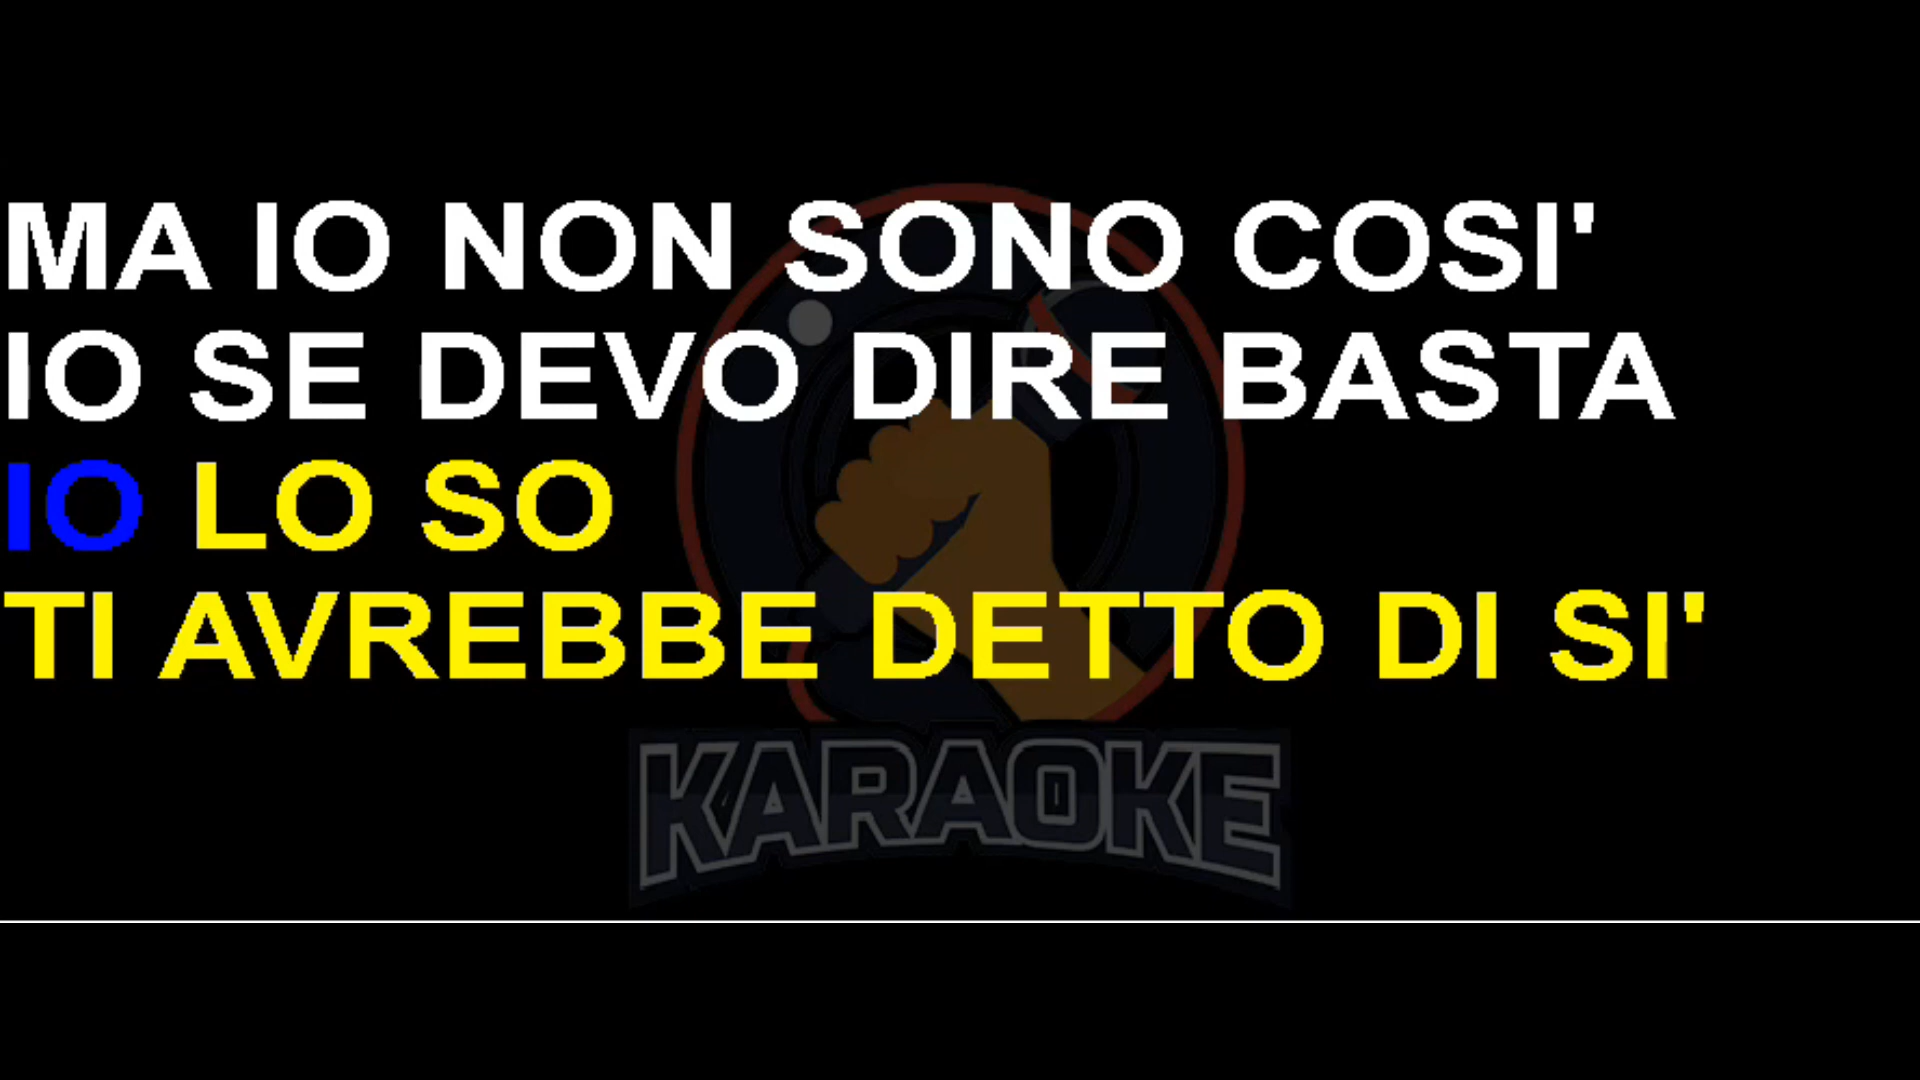 MA IO NON SONO COSI'
IO SE DEVO DIRE BASTA
IO LO SO
TI AVREBBE DETTO DI SI'
KARAOKE